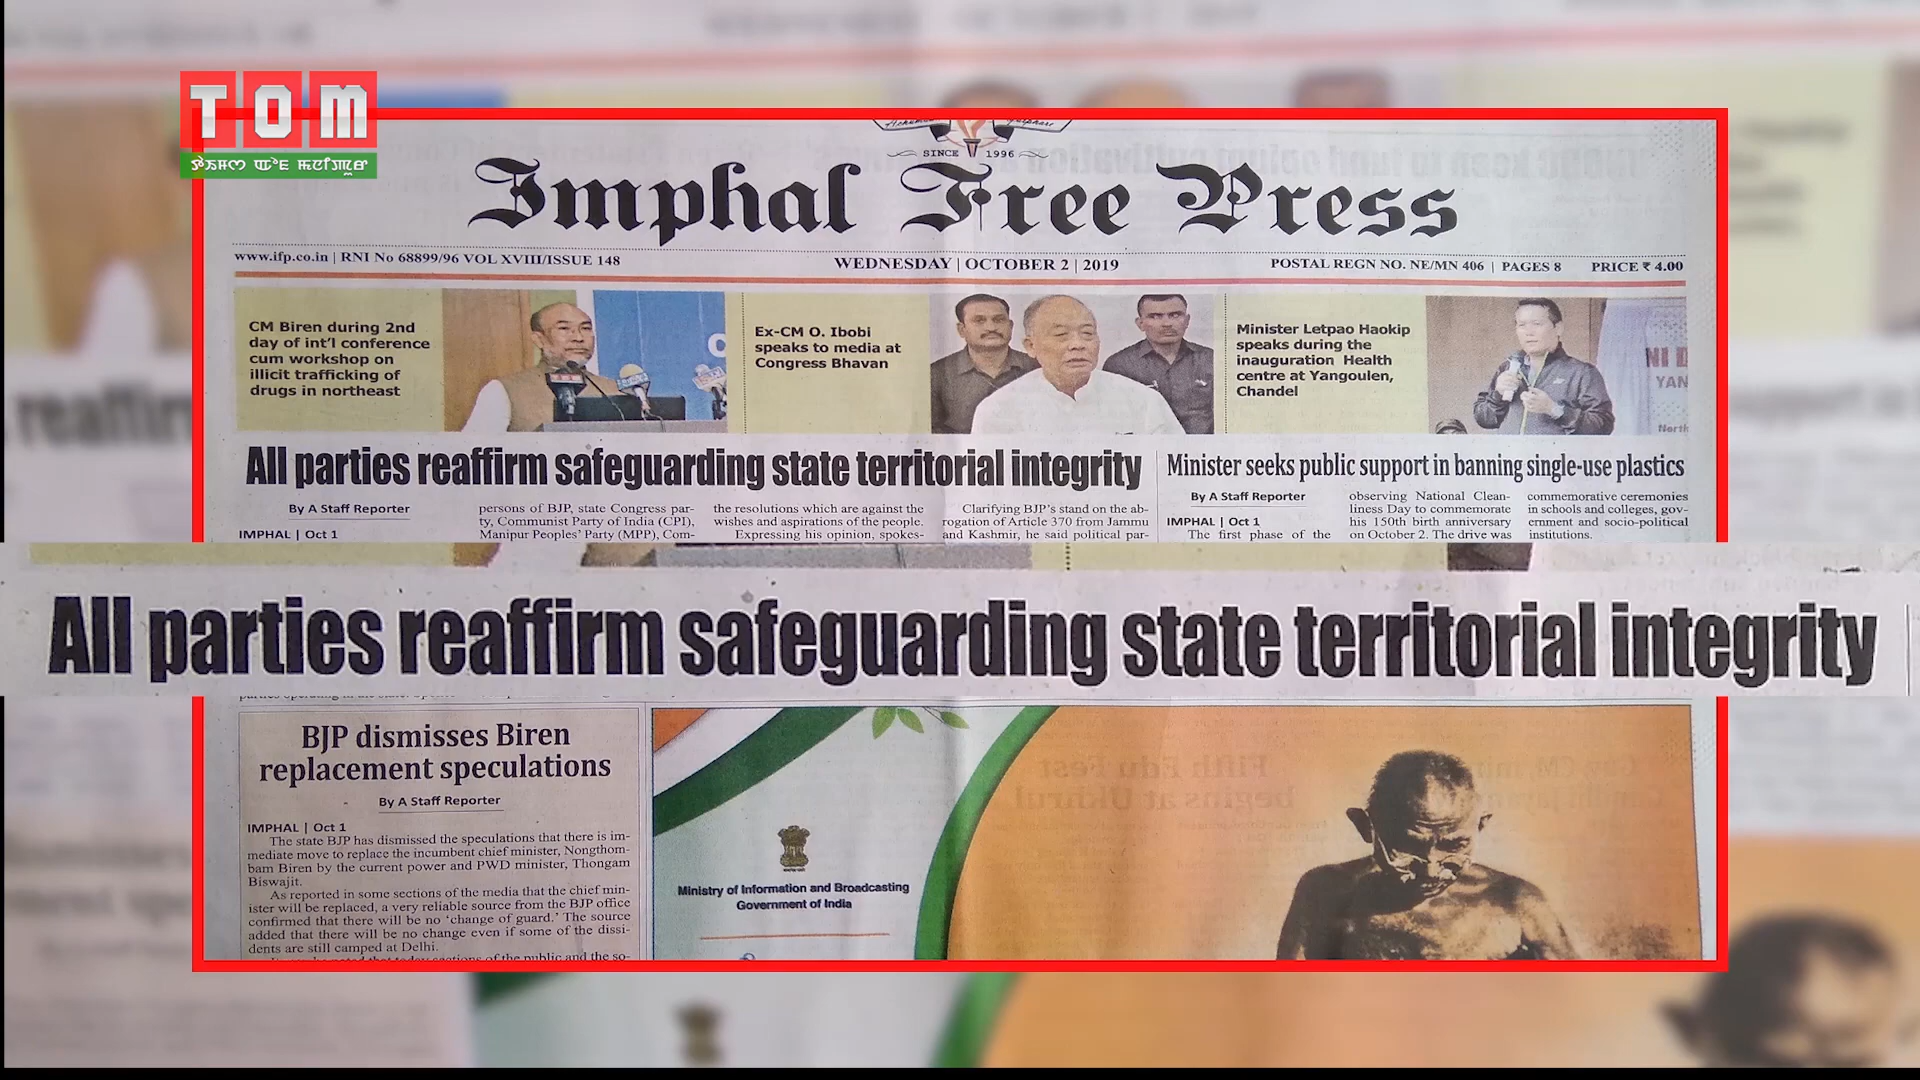 TOM
SINCE 1996
Imphal Free Press
www.ifp.co.in | RNI No 68899/96 VOL XVIII/ISSUE 148
WEDNESDAY | OCTOBER 2 | 2019
POSTAL REGN NO. NE/MN 406 | PAGES 8 PRICE ₹ 4.00
CM Biren during 2nd
day of int'l conference
cum workshop on
illicit trafficking of
drugs in northeast
Ex-CM O. Ibobi
speaks to media at
Congress Bhavan
Minister Letpao Haokip
speaks during the
inauguration Health
centre at Yangoulen,
Chandel
All parties reaffirm safeguarding state territorial integrity
By A Staff Reporter
IMPHAL | Oct 1
persons of BJP, state Congress par-
ty, Communist Party of India (CPI),
Manipur Peoples' Party (MPP), Com-
the resolutions which are against the
wishes and aspirations of the people.
Expressing his opinion, spokes-
Clarifying BJP's stand on the ab-
rogation of Article 370 from Jammu
and Kashmir, he said political par-
Minister seeks public support in banning single-use plastics
By A Staff Reporter
IMPHAL | Oct 1
The first phase of the
observing National Clean-
liness Day to commemorate
his 150th birth anniversary
on October 2. The drive was
commemorative ceremonies
in schools and colleges, gov-
ernment and socio-political
institutions.
All parties reaffirm safeguarding state territorial integrity
BJP dismisses Biren
replacement speculations
By A Staff Reporter
IMPHAL | Oct 1
The state BJP has dismissed the speculations that there is im-
mediate move to replace the incumbent chief minister, Nongthom-
bam Biren by the current power and PWD minister, Thongam
Biswajit.
As reported in some sections of the media that the chief min-
ister will be replaced, a very reliable source from the BJP office
confirmed that there will be no 'change of guard.' The source
added that there will be no change even if some of the dissi-
dents are still camped at Delhi.
Ministry of Information and Broadcasting
Government of India